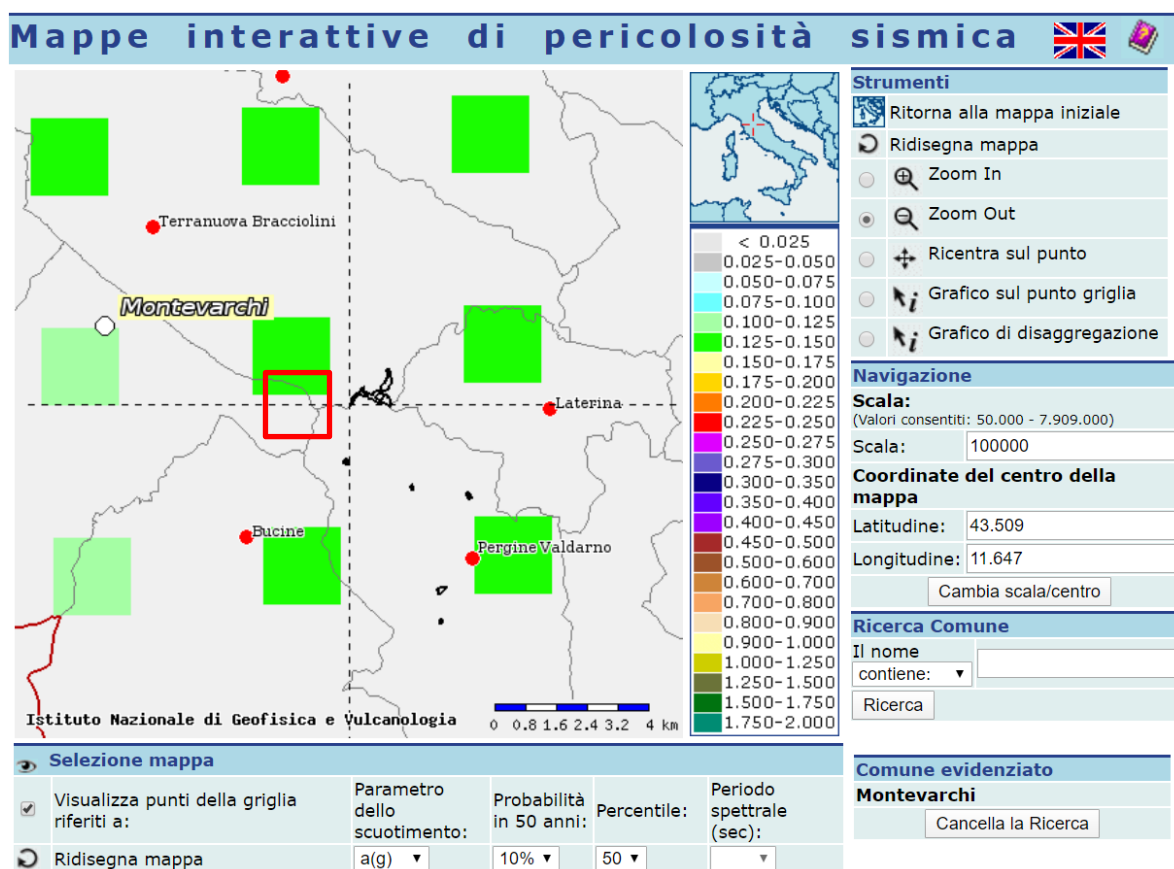 Mappe interattive di pericolosità sismica
Terranuova Bracciolini
Montevarchi
Laterina
Bucine
Pergine Valdarno
Istituto Nazionale di Geofisica e Vulcanologia
0 0.8 1.6 2.4 3.2 4 km
< 0.025
0.025-0.050
0.050-0.075
0.075-0.100
0.100-0.125
0.125-0.150
0.150-0.175
0.175-0.200
0.200-0.225
0.225-0.250
0.250-0.275
0.275-0.300
0.300-0.350
0.350-0.400
0.400-0.450
0.450-0.500
0.500-0.600
0.600-0.700
0.700-0.800
0.800-0.900
0.900-1.000
1.000-1.250
1.250-1.500
1.500-1.750
1.750-2.000
Strumenti
Ritorna alla mappa iniziale
Ridisegna mappa
Zoom In
Zoom Out
Ricentra sul punto
Grafico sul punto griglia
Grafico di disaggregazione
Navigazione
Scala:
(Valori consentiti: 50.000 - 7.909.000)
Scala: 100000
Coordinate del centro della
mappa
Latitudine: 43.509
Longitudine: 11.647
Cambia scala/centro
Ricerca Comune
Il nome
contiene:
Ricerca
Selezione mappa
Visualizza punti della griglia
riferiti a:
Parametro
dello
scuotimento:
Probabilità
in 50 anni:
Percentile:
Periodo
spettrale
(sec):
Ridisegna mappa
a(g)
10%
50
Comune evidenziato
Montevarchi
Cancella la Ricerca